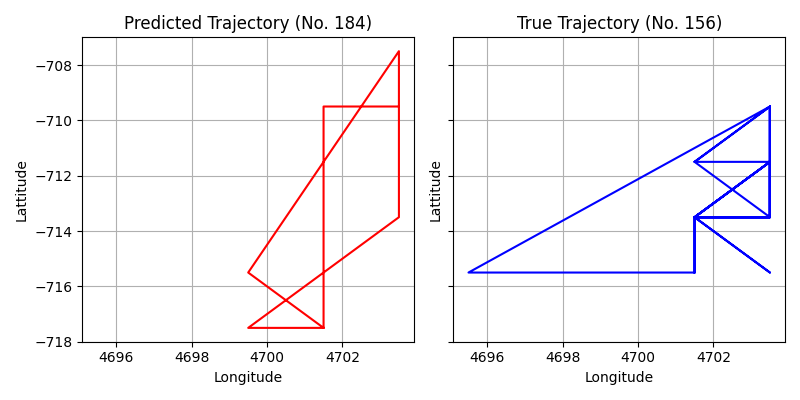 Predicted Trajectory (No. 184)
True Trajectory (No. 156)
Lattitude
−708
−710
−712
−714
−716
−718
4696
4698
4700
4702
Longitude
Lattitude
4696
4698
4700
4702
Longitude